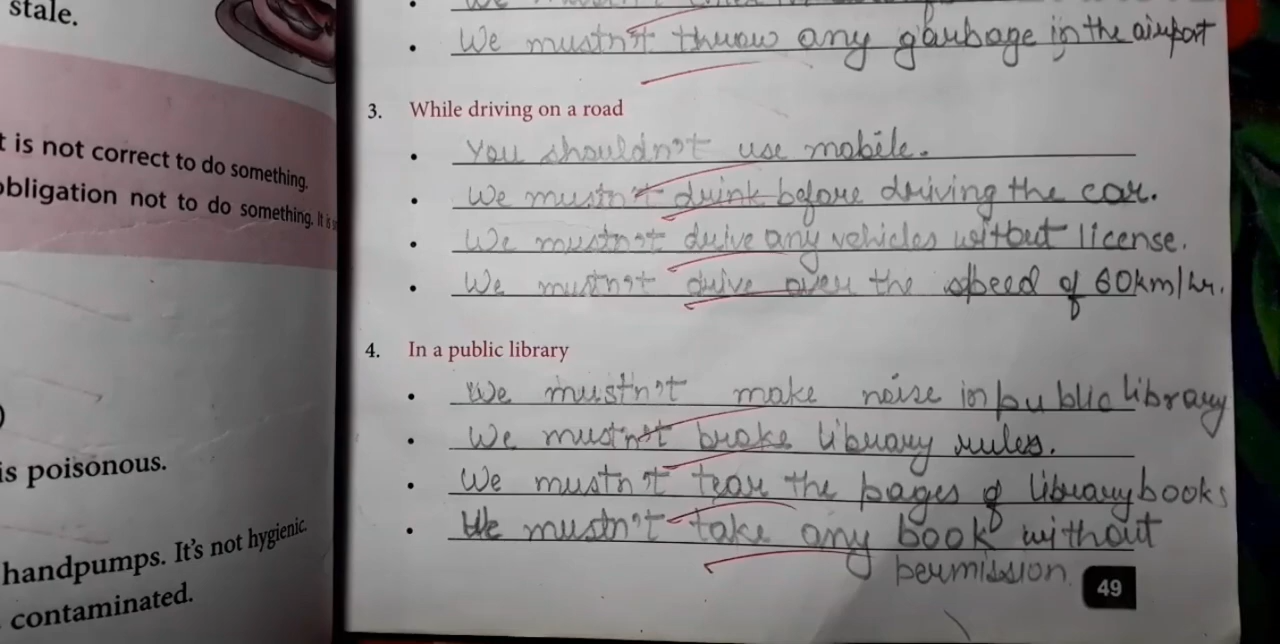 stale.
t is not correct to do something.
obligation not to do something. It is
is poisonous.
handpumps. It's not hygienic.
contaminated.
We mustn't throw any garbage in the airport
3. While driving on a road
• You shouldn't use mobile.
• We mustn't drink before driving the car.
• We mustn't drive any vehicles without license.
• We mustn't drive over the speed of 60km/hr.
4. In a public library
• We mustn't make noise in public library
• We mustn't broke library rules.
• We mustn't tear the pages of library books
• We mustn't take any book without
permission.
49